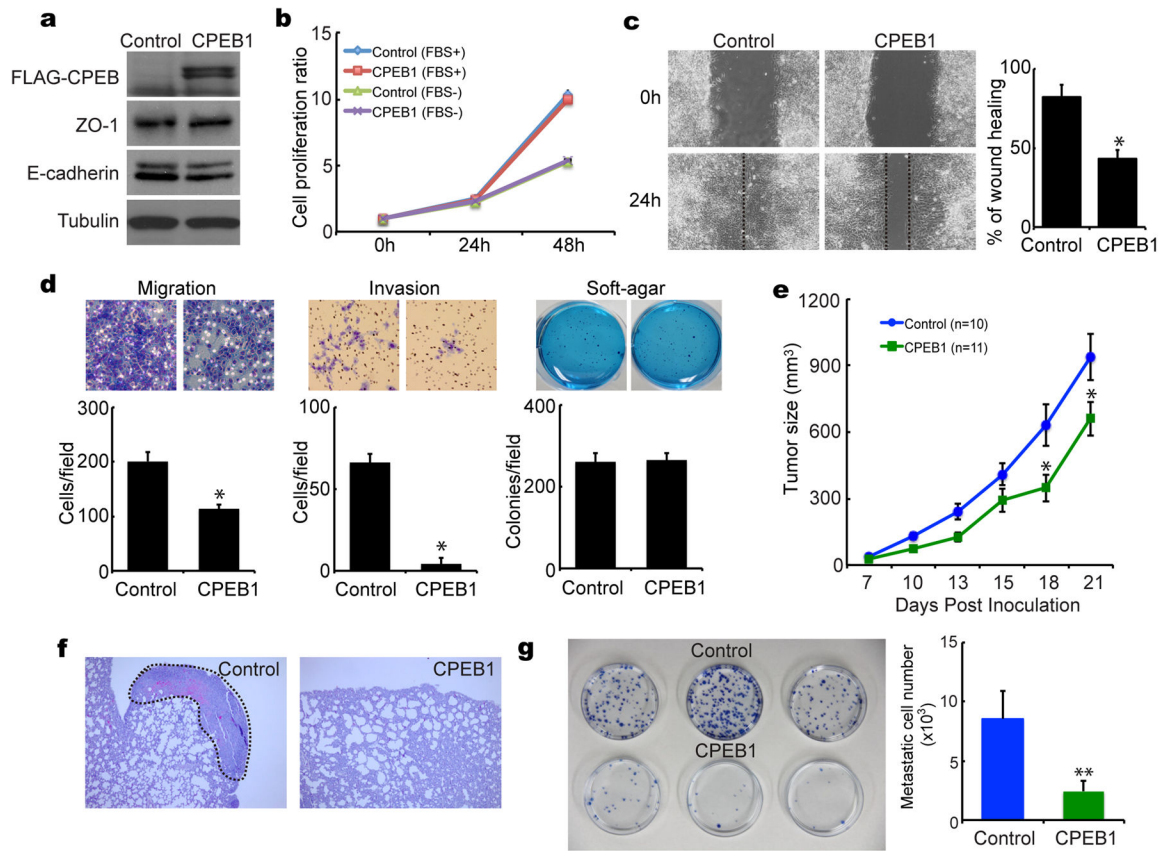 a
Control CPEB1
FLAG-CPEB
ZO-1
E-cadherin
Tubulin
b
Cell proliferation ratio
15
10
5
0
0h 24h 48h
Control (FBS+)
CPEB1 (FBS+)
Control (FBS-)
CPEB1 (FBS-)
c
Control CPEB1
0h
24h
% of wound healing
100
50
0
*
Control CPEB1
d
Migration
Cells/field
300
200
100
0
*
Control CPEB1
Invasion
Cells/field
100
50
0
*
Control CPEB1
Soft-agar
Colonies/field
400
200
0
Control CPEB1
e
Tumor size (mm³)
1200
900
600
300
0
Control (n=10)
CPEB1 (n=11)
*
*
7 10 13 15 18 21
Days Post Inoculation
f
Control
CPEB1
g
Control
CPEB1
Metastatic cell number
(x10³)
15
10
5
0
**
Control CPEB1